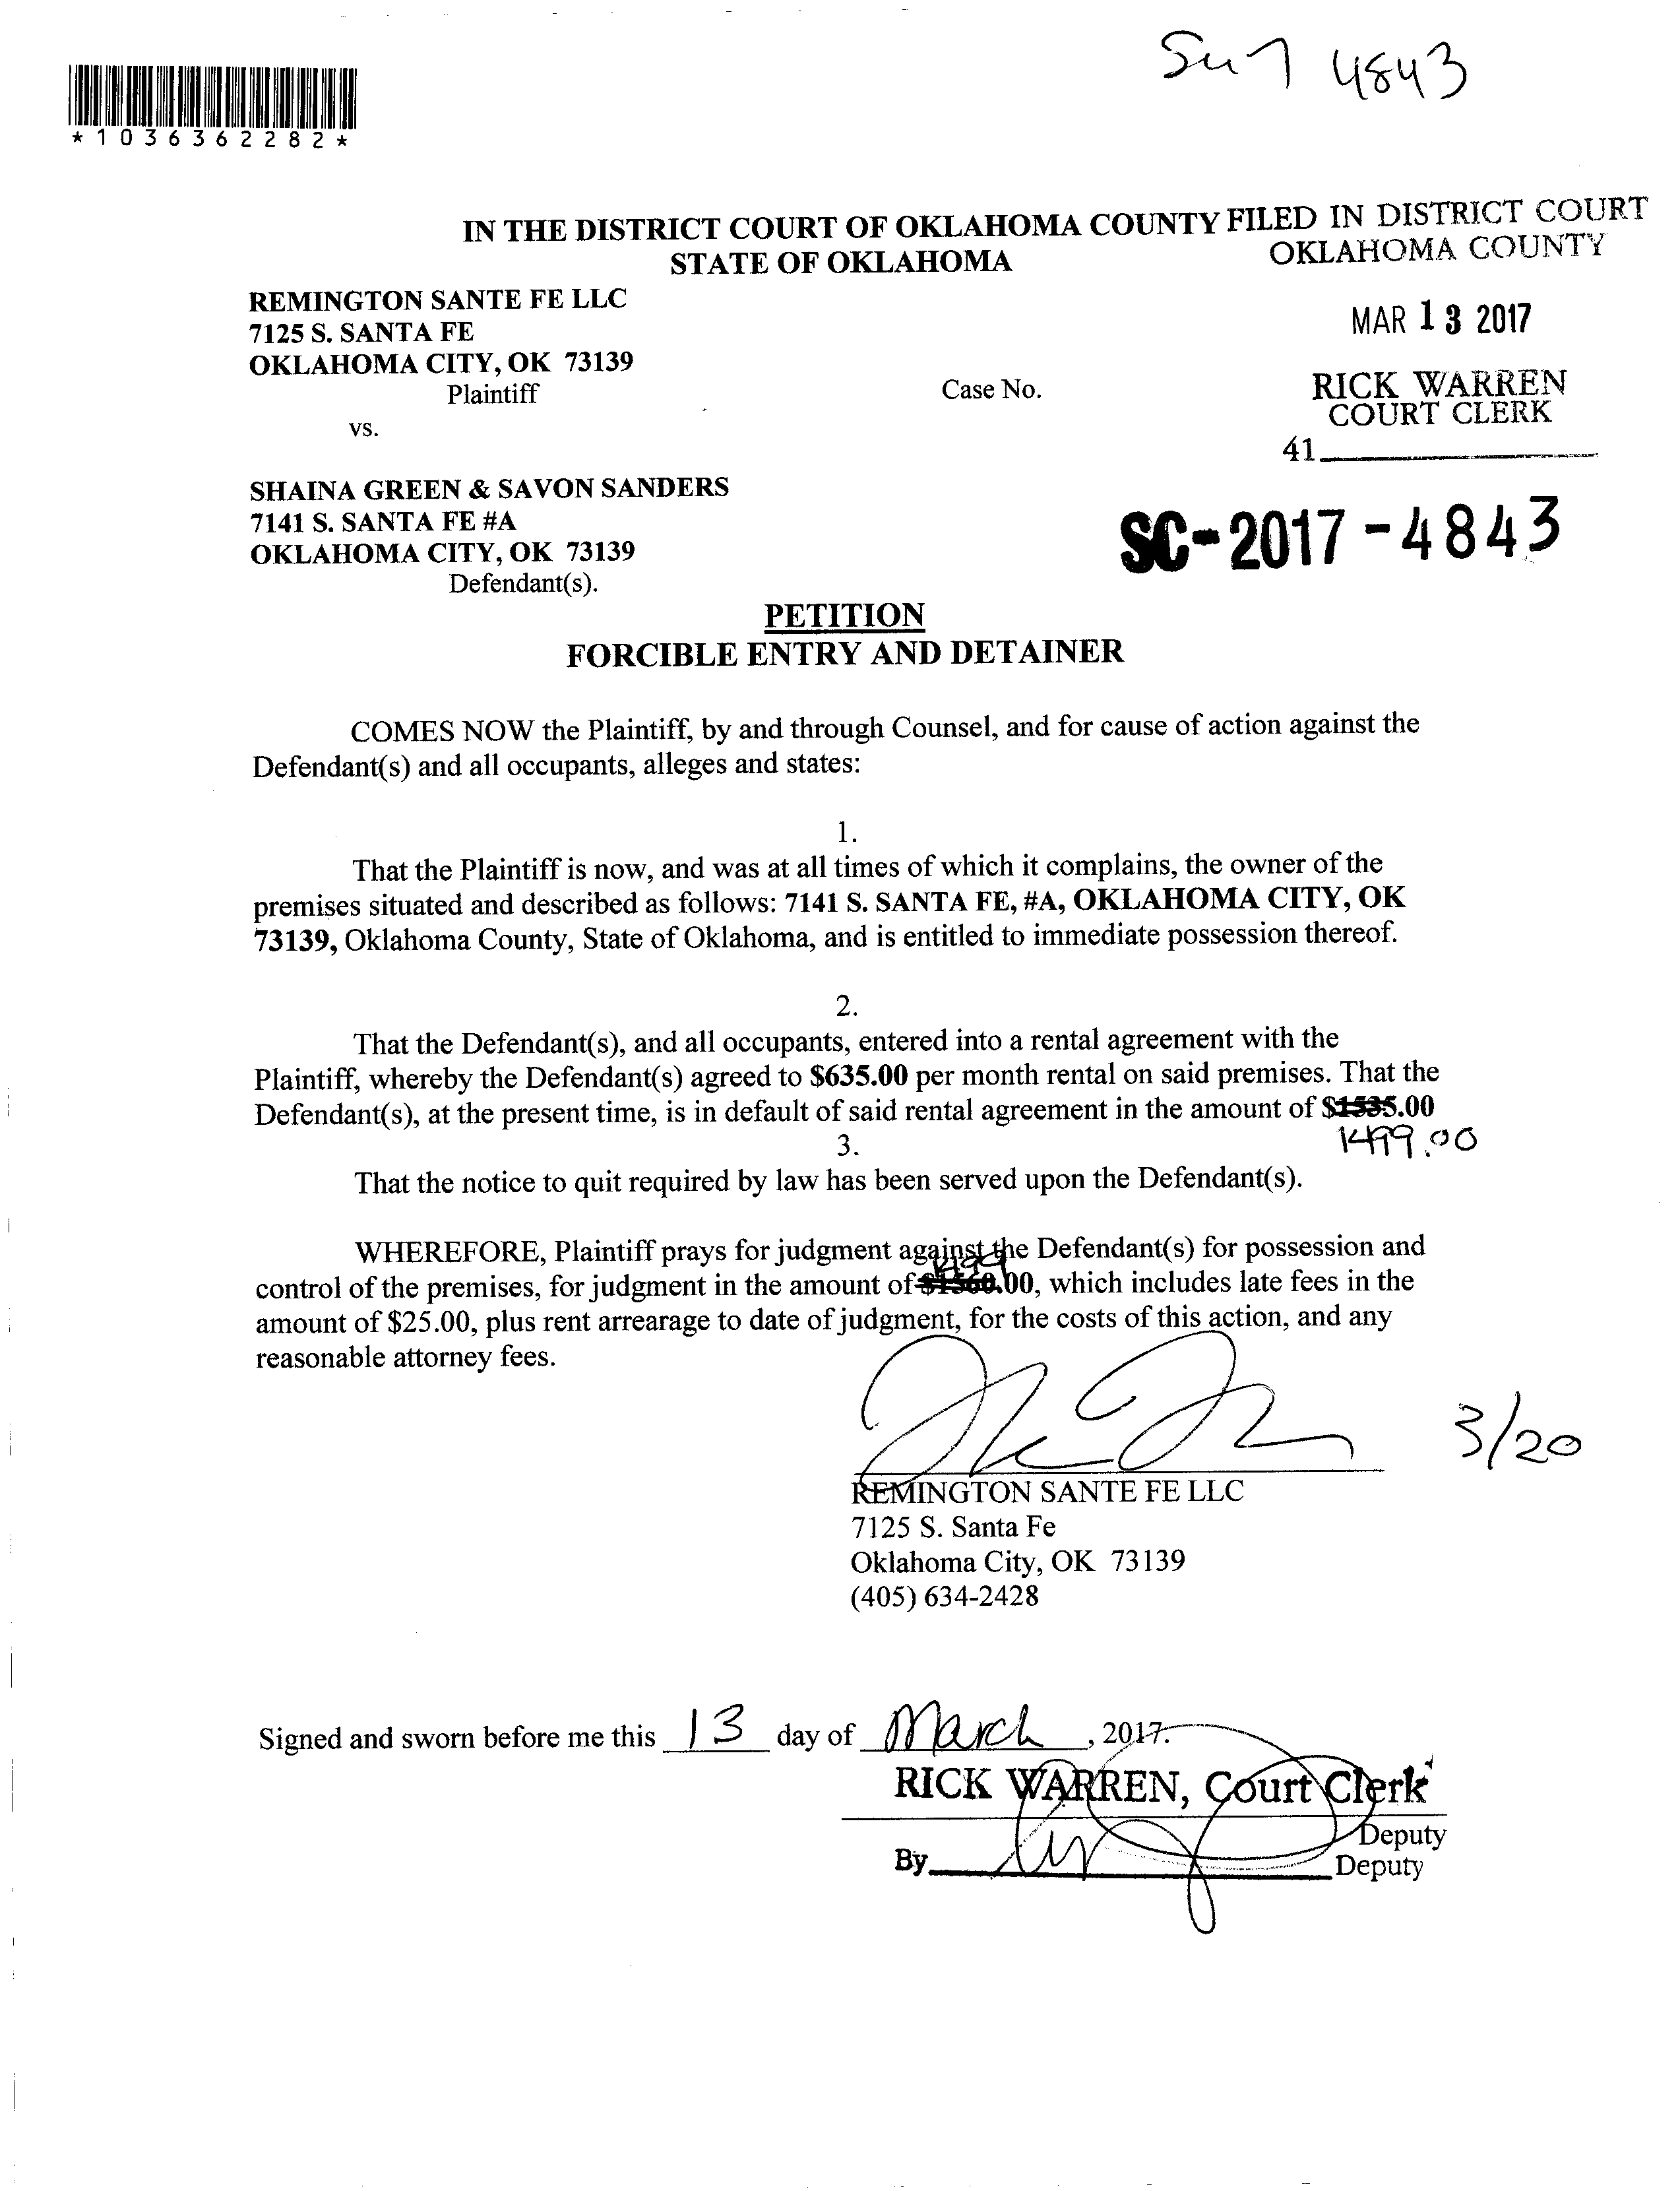 4843
*1036362282*
IN THE DISTRICT COURT OF OKLAHOMA COUNTY FILED IN DISTRICT COURT
STATE OF OKLAHOMA OKLAHOMA COUNTY
REMINGTON SANTE FE LLC
7125 S. SANTA FE MAR 13 2017
OKLAHOMA CITY, OK 73139
Plaintiff Case No. RICK WARREN
COURT CLERK
vs.
41
SHAINA GREEN & SAVON SANDERS
7141 S. SANTA FE #A SC-2017-4843
OKLAHOMA CITY, OK 73139
Defendant(s).
PETITION
FORCIBLE ENTRY AND DETAINER
COMES NOW the Plaintiff, by and through Counsel, and for cause of action against the
Defendant(s) and all occupants, alleges and states:
1.
That the Plaintiff is now, and was at all times of which it complains, the owner of the
premises situated and described as follows: 7141 S. SANTA FE, #A, OKLAHOMA CITY, OK
73139, Oklahoma County, State of Oklahoma, and is entitled to immediate possession thereof.
2.
That the Defendant(s), and all occupants, entered into a rental agreement with the
Plaintiff, whereby the Defendant(s) agreed to $635.00 per month rental on said premises. That the
Defendant(s), at the present time, is in default of said rental agreement in the amount of $1535.00
1499.00
3.
That the notice to quit required by law has been served upon the Defendant(s).
WHEREFORE, Plaintiff prays for judgment against the Defendant(s) for possession and
1499
control of the premises, for judgment in the amount of $1560.00, which includes late fees in the
amount of $25.00, plus rent arrearage to date of judgment, for the costs of this action, and any
reasonable attorney fees.
3/20
REMINGTON SANTE FE LLC
7125 S. Santa Fe
Oklahoma City, OK 73139
(405) 634-2428
Signed and sworn before me this 13 day of March, 2017.
RICK WARREN, Court Clerk
Deputy
By Deputy